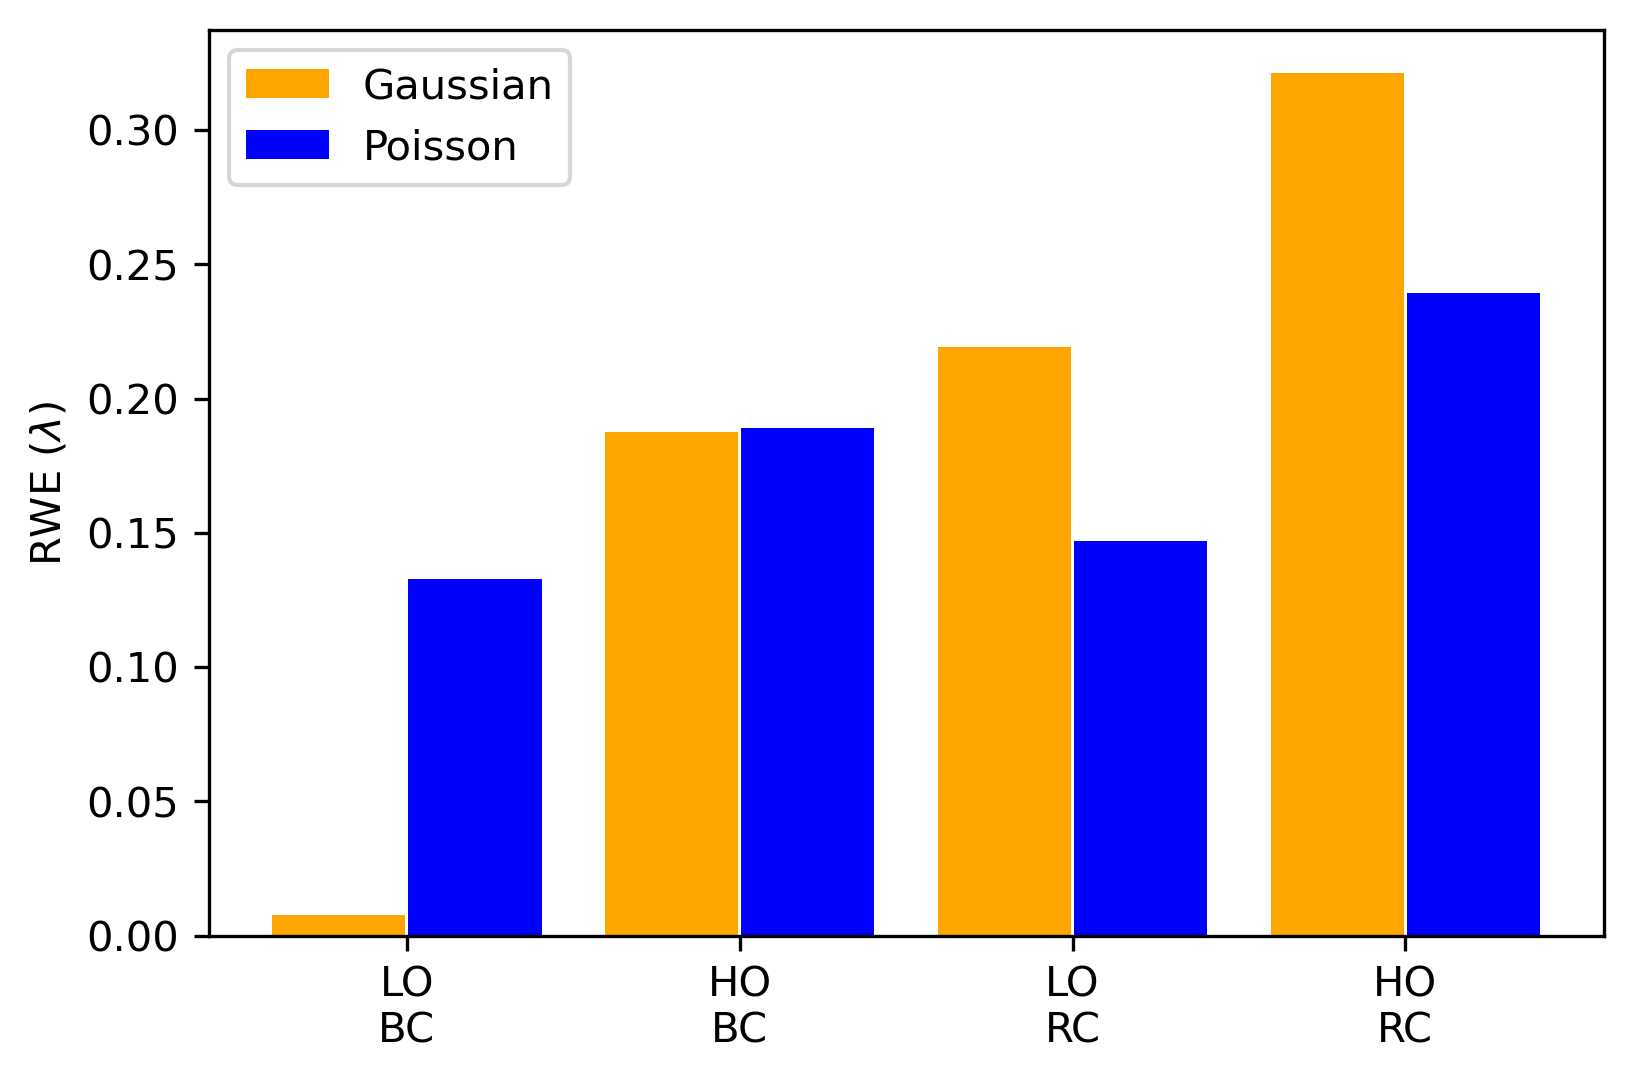 Gaussian
Poisson
RWE (λ)
0.30
0.25
0.20
0.15
0.10
0.05
0.00
LO BC
HO BC
LO RC
HO RC